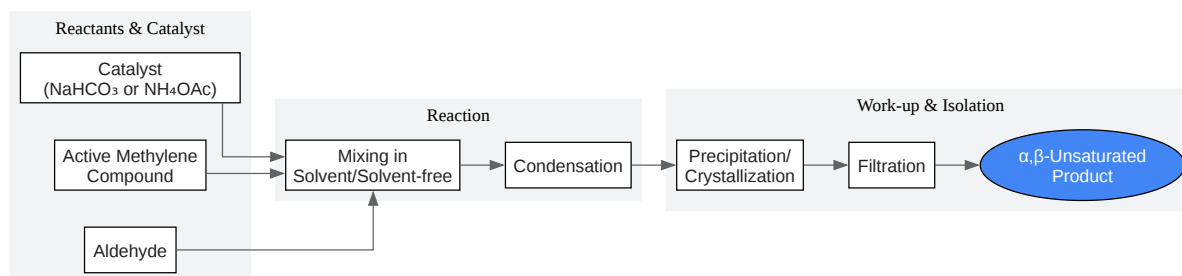 Reactants & Catalyst
Catalyst
(NaHCO₃ or NH₄OAc)
Active Methylene
Compound
Aldehyde
Reaction
Mixing in
Solvent/Solvent-free
Condensation
Work-up & Isolation
Precipitation/
Crystallization
Filtration
α,β-Unsaturated
Product